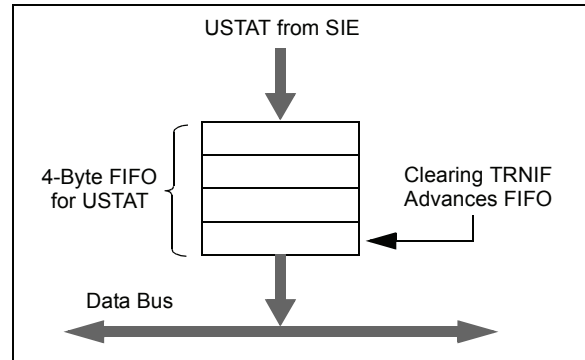 USTAT from SIE
4-Byte FIFO
for USTAT
Clearing TRNIF
Advances FIFO
Data Bus